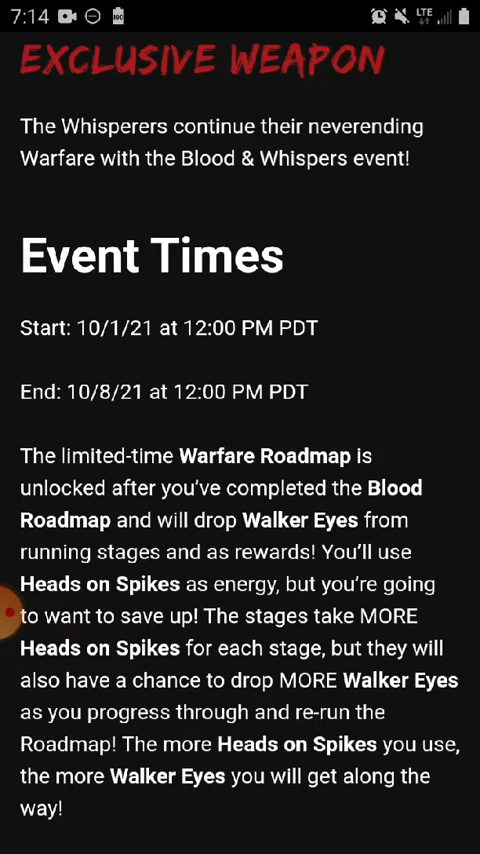 7:14
LTE
EXCLUSIVE WEAPON
The Whisperers continue their neverending
Warfare with the Blood & Whispers event!
Event Times
Start: 10/1/21 at 12:00 PM PDT
End: 10/8/21 at 12:00 PM PDT
The limited-time Warfare Roadmap is
unlocked after you've completed the Blood
Roadmap and will drop Walker Eyes from
running stages and as rewards! You'll use
Heads on Spikes as energy, but you're going
to want to save up! The stages take MORE
Heads on Spikes for each stage, but they will
also have a chance to drop MORE Walker Eyes
as you progress through and re-run the
Roadmap! The more Heads on Spikes you use,
the more Walker Eyes you will get along the
way!